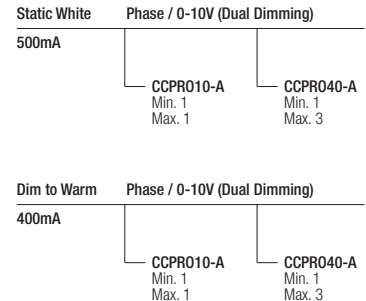 Static White Phase / 0-10V (Dual Dimming)
500mA
CCPRO10-A CCPRO40-A
Min. 1 Min. 1
Max. 1 Max. 3
Dim to Warm Phase / 0-10V (Dual Dimming)
400mA
CCPRO10-A CCPRO40-A
Min. 1 Min. 1
Max. 1 Max. 3